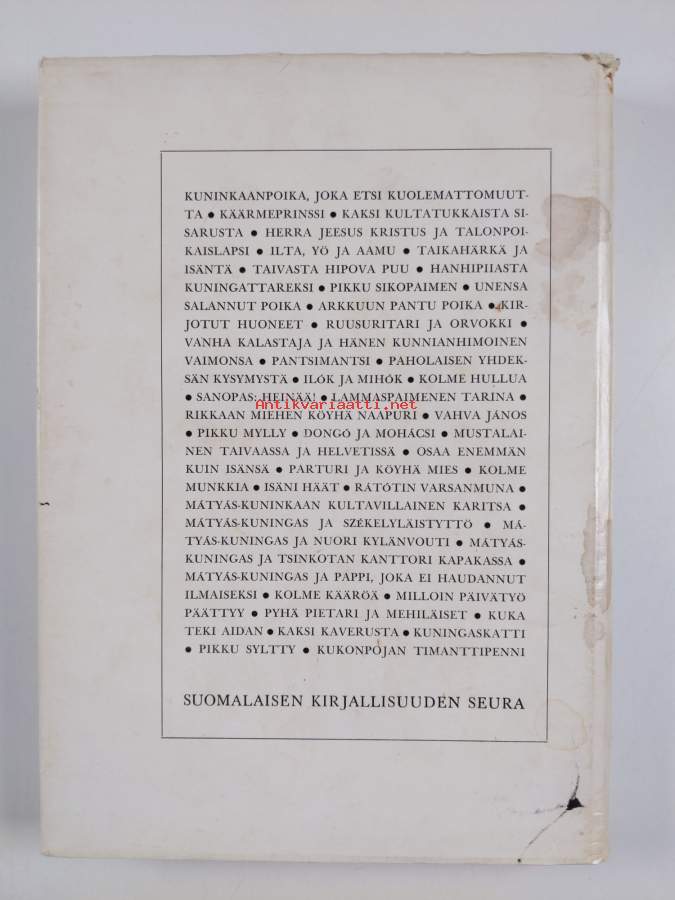 KUNINKAANPOIKA, JOKA ETSI KUOLEMATTOMUUT-
TA ● KÄÄRMEPRINSSI ● KAKSI KULTATUKKAISTA SI-
SARUSTA ● HERRA JEESUS KRISTUS JA TALONPOI-
KAISLAPSI ● ILTA, YÖ JA AAMU ● TAIKAHÄRKÄ JA
ISÄNTÄ ● TAIVASTA HIPOVA PUU ● HANHIPIIASTA
KUNINGATTAREKSI ● PIKKU SIKOPAIMEN ● UNENSA
SALANNUT POIKA ● ARKKUUN PANTU POIKA ● KIR-
JOTUT HUONEET ● RUUSURITARI JA ORVOKKI ●
VANHA KALASTAJA JA HÄNEN KUNNIANHIMOINEN
VAIMONSA ● PANTSIMANTSI ● PAHOLAISEN YHDEK-
SÄN KYSYMYSTÄ ● ILÓK JA MIHÓK ● KOLME HULLUA
● SANOPAS: HEINÄÄ! ● LAMMASPAIMENEN TARINA ●
Antikvariaatti.net
RIKKAAN MIEHEN KÖYHÄ NAAPURI ● VAHVA JÁNOS
● PIKKU MYLLY ● DONGÓ JA MOHÁCSI ● MUSTALAI-
NEN TAIVAASSA JA HELVETISSÄ ● OSAA ENEMMÄN
KUIN ISÄNSÄ ● PARTURI JA KÖYHÄ MIES ● KOLME
MUNKKIA ● ISÄNI HÄÄT ● RÁTÓTIN VARSANMUNA ●
MÁTYÁS-KUNINKAAN KULTAVILLAINEN KARITSA ●
MÁTYÁS-KUNINGAS JA SZÉKELYLÄISTYTTÖ ● MÁ-
TYÁS-KUNINGAS JA NUORI KYLÄNVOUTI ● MÁTYÁS-
KUNINGAS JA TSINKOTAN KANTTORI KAPAKASSA ●
MÁTYÁS-KUNINGAS JA PAPPI, JOKA EI HAUDANNUT
ILMAISEKSI ● KOLME KÄÄRÖÄ ● MILLOIN PÄIVÄTYÖ
PÄÄTTYY ● PYHÄ PIETARI JA MEHILÄISET ● KUKA
TEKI AIDAN ● KAKSI KAVERUSTA ● KUNINGASKATTI
● PIKKU SYLTTY ● KUKONPOJAN TIMANTTIPENNI
SUOMALAISEN KIRJALLISUUDEN SEURA